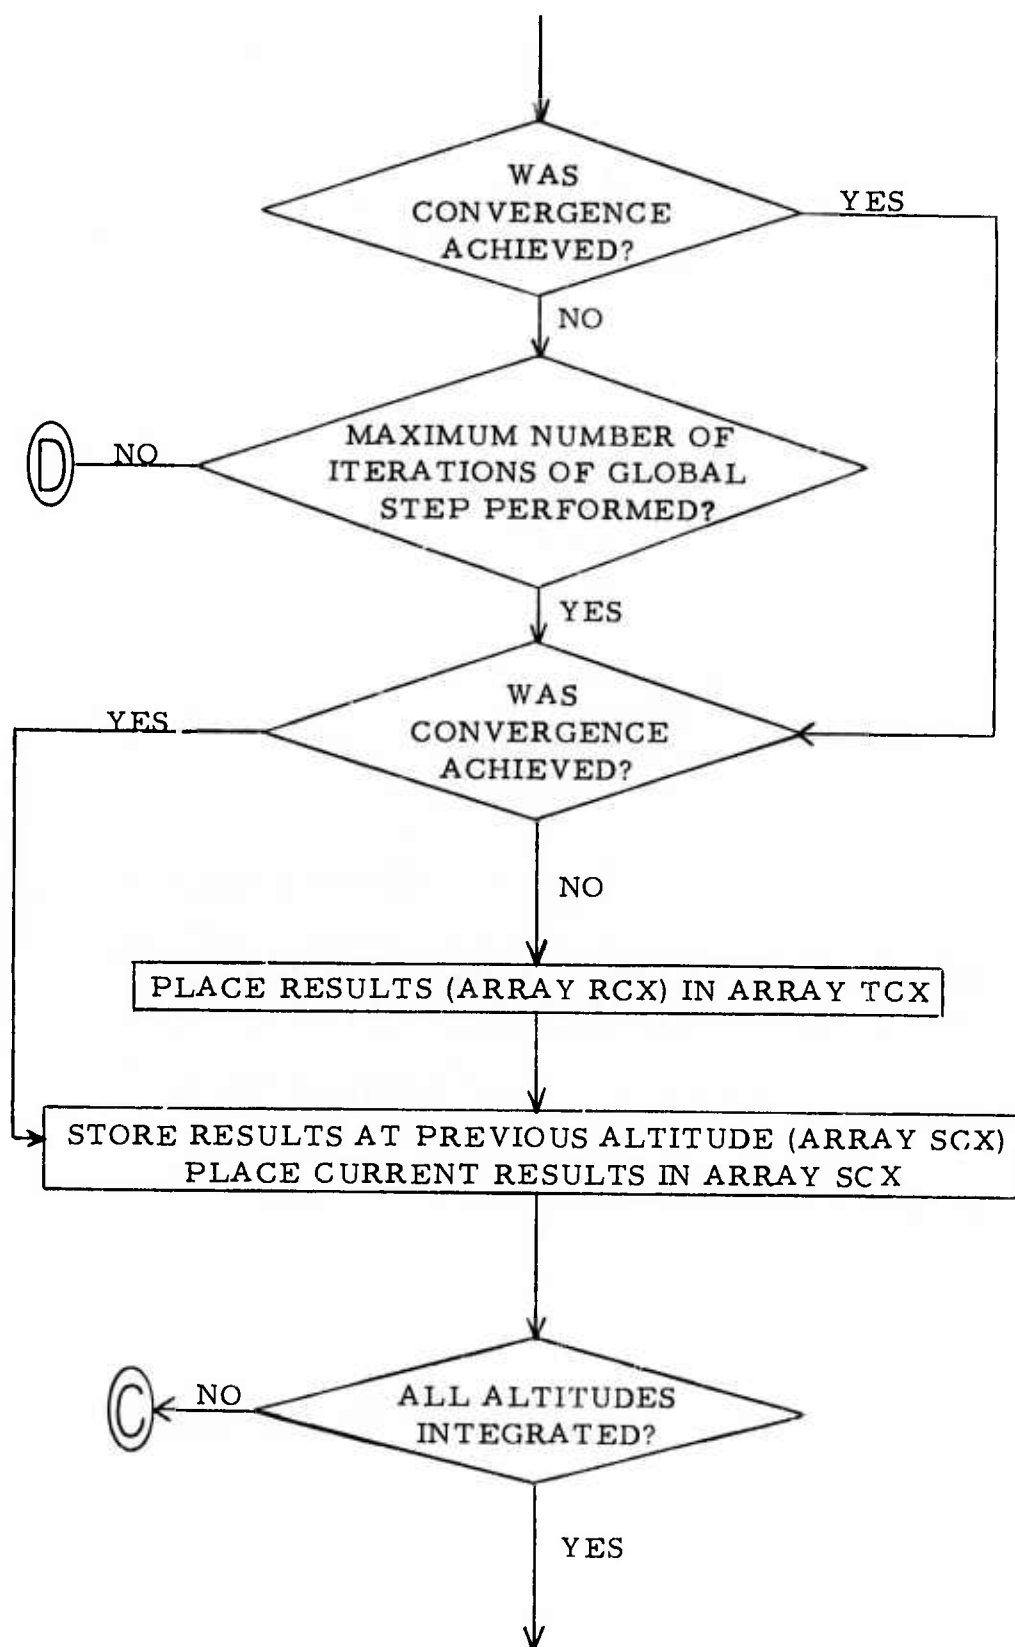 WAS
CONVERGENCE
ACHIEVED?
YES
NO
MAXIMUM NUMBER OF
ITERATIONS OF GLOBAL
STEP PERFORMED?
NO
D
YES
WAS
CONVERGENCE
ACHIEVED?
YES
NO
PLACE RESULTS (ARRAY RCX) IN ARRAY TCX
STORE RESULTS AT PREVIOUS ALTITUDE (ARRAY SCX)
PLACE CURRENT RESULTS IN ARRAY SCX
ALL ALTITUDES
INTEGRATED?
NO
C
YES